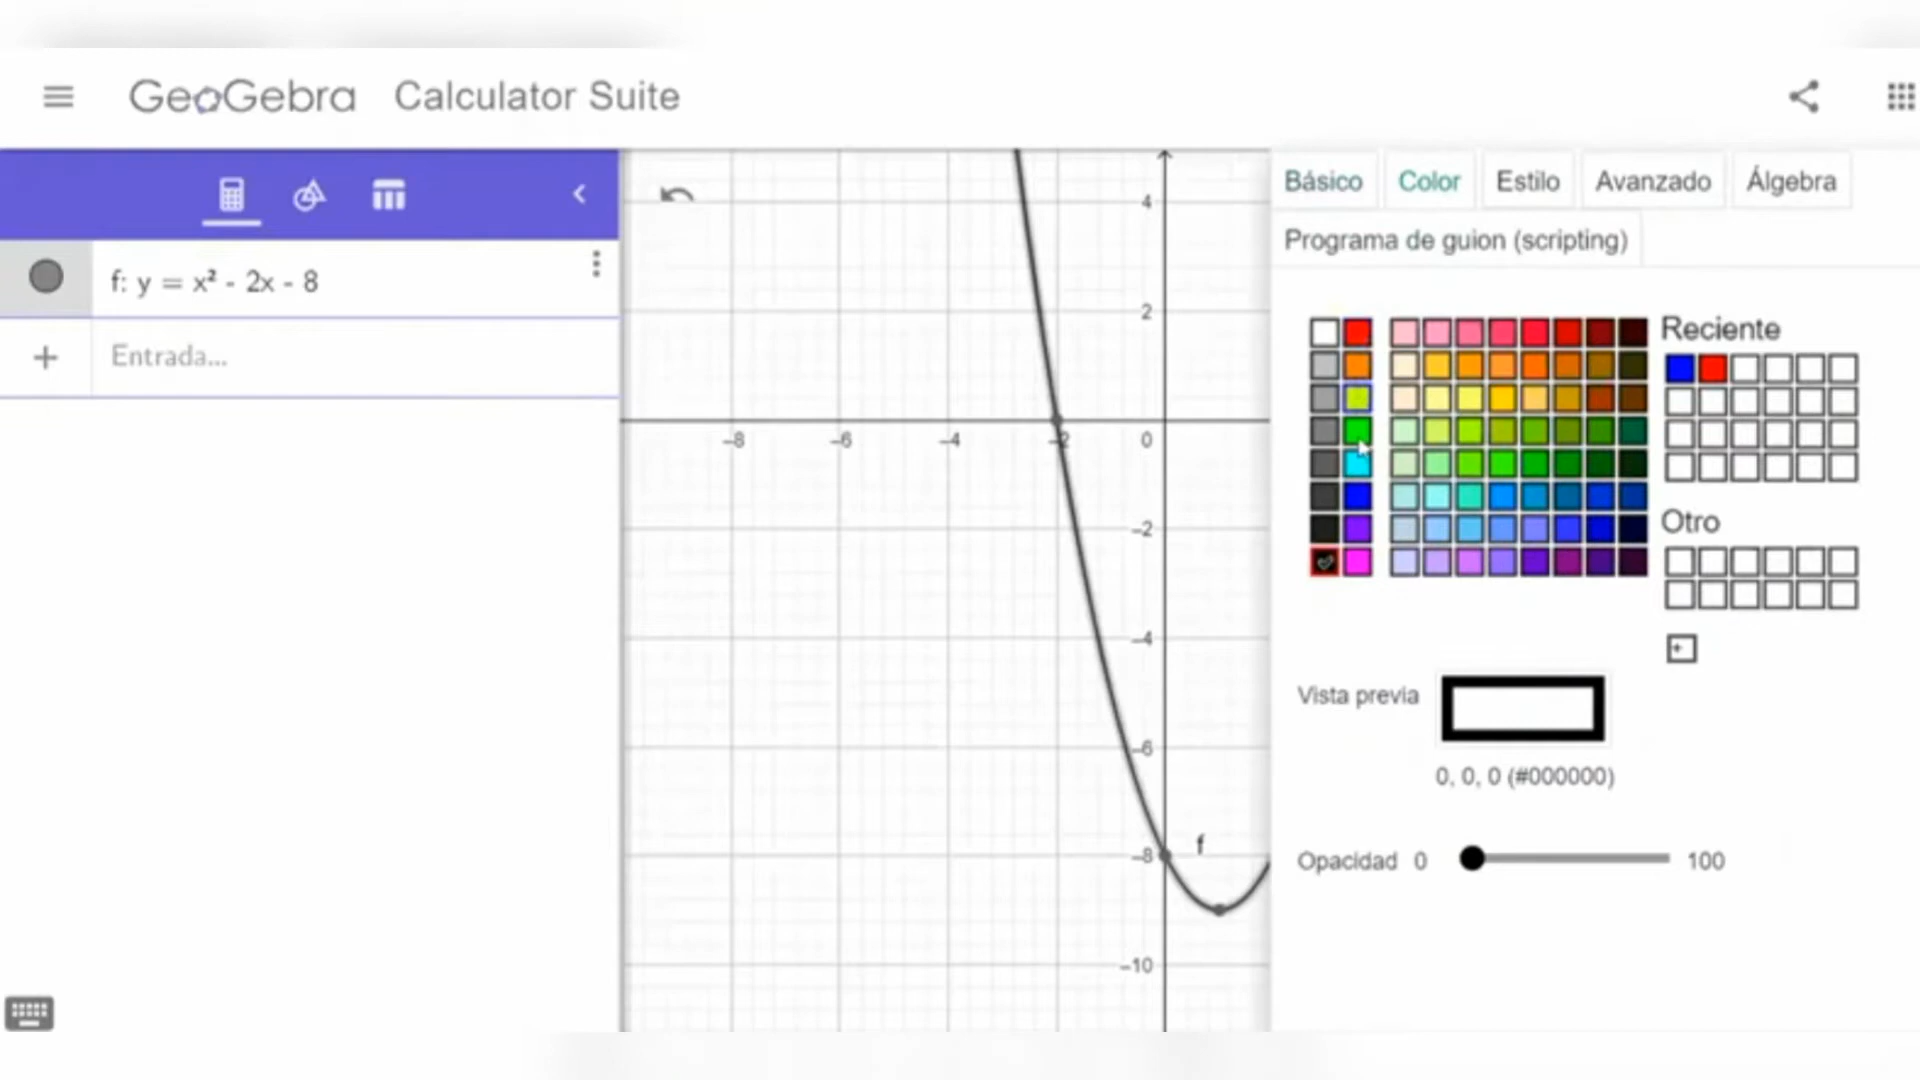 GeoGebra Calculator Suite
Básico Color Estilo Avanzado Álgebra
Programa de guion (scripting)
f: y = x² - 2x - 8
Entrada...
4
2
-8 -6 -4 -2 0
-2
-4
-6
-8
-10
f
Reciente
Otro
Vista previa
0, 0, 0 (#000000)
Opacidad 0 100